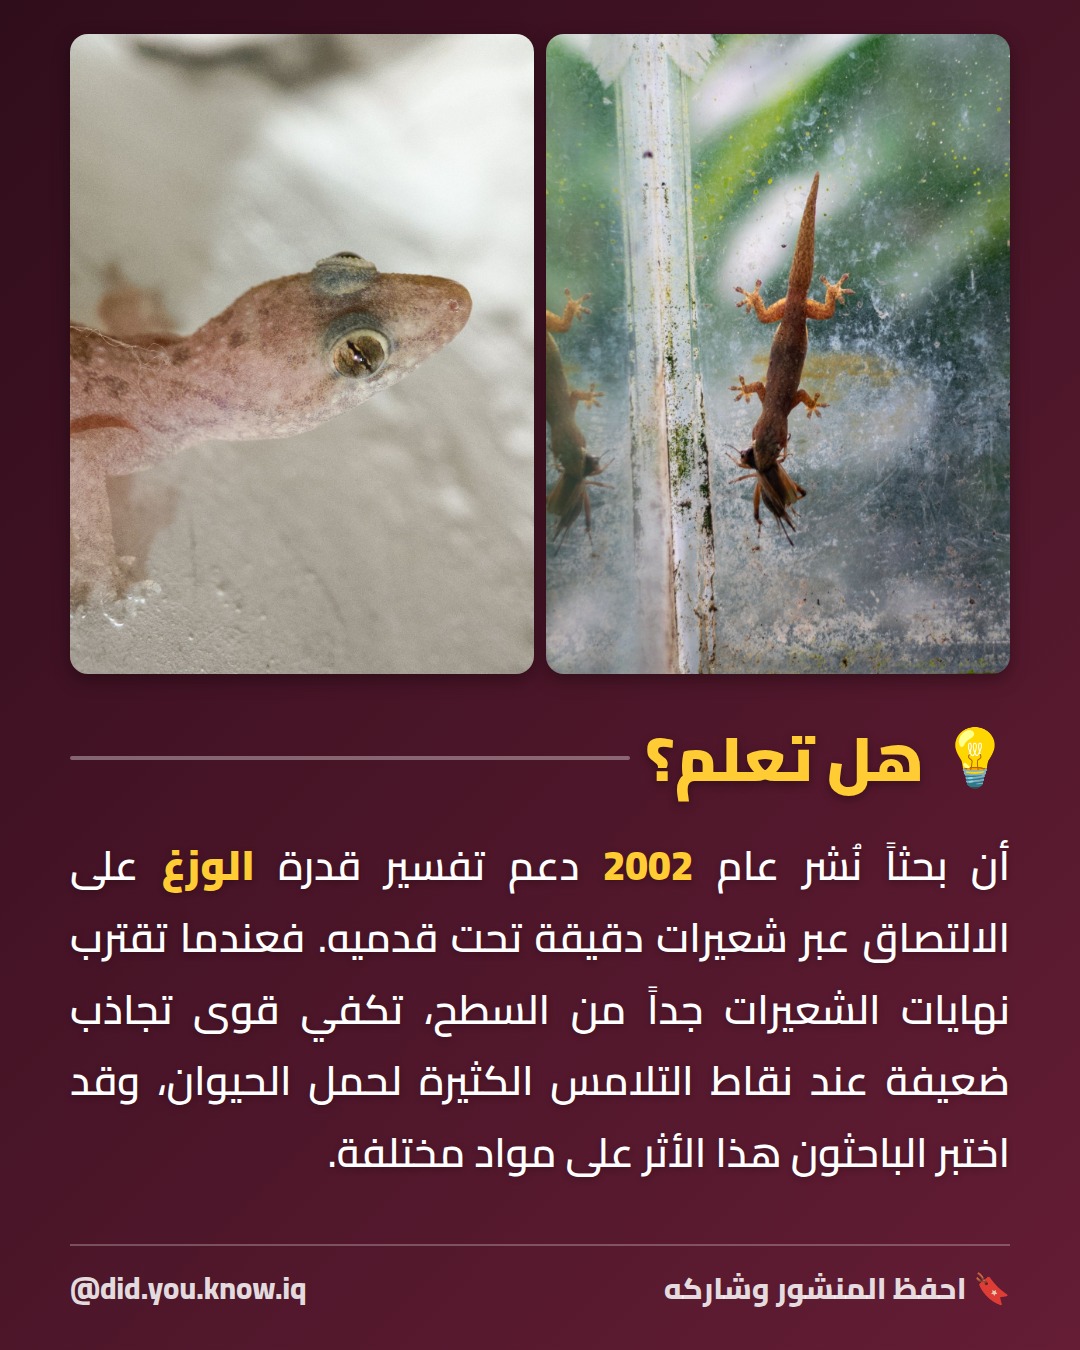 هل تعلم؟
أن بحثاً نُشر عام 2002 دعم تفسير قدرة الوزغ على
الالتصاق عبر شعيرات دقيقة تحت قدميه. فعندما تقترب
نهايات الشعيرات جداً من السطح، تكفي قوى تجاذب
ضعيفة عند نقاط التلامس الكثيرة لحمل الحيوان، وقد
اختبر الباحثون هذا الأثر على مواد مختلفة.
احفظ المنشور وشاركه
@did.you.know.iq